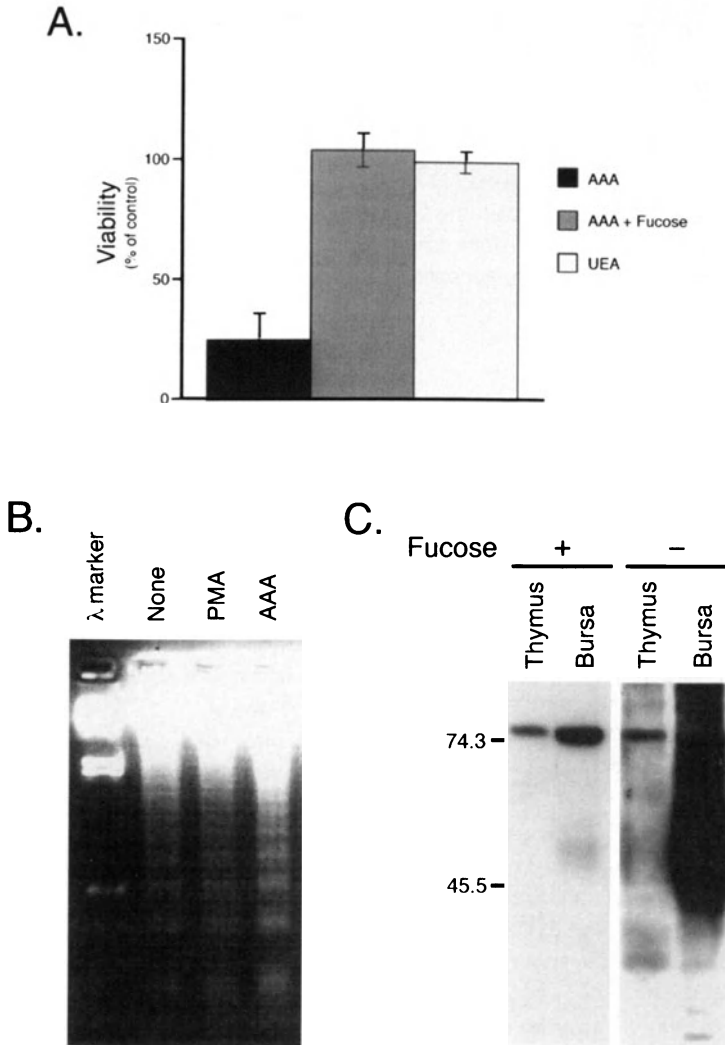 A.
150
100
50
0
Viability
(% of control)
AAA
AAA + Fucose
UEA
B.
λ marker
None
PMA
AAA
C.
Fucose + −
Thymus
Bursa
Thymus
Bursa
74.3
45.5